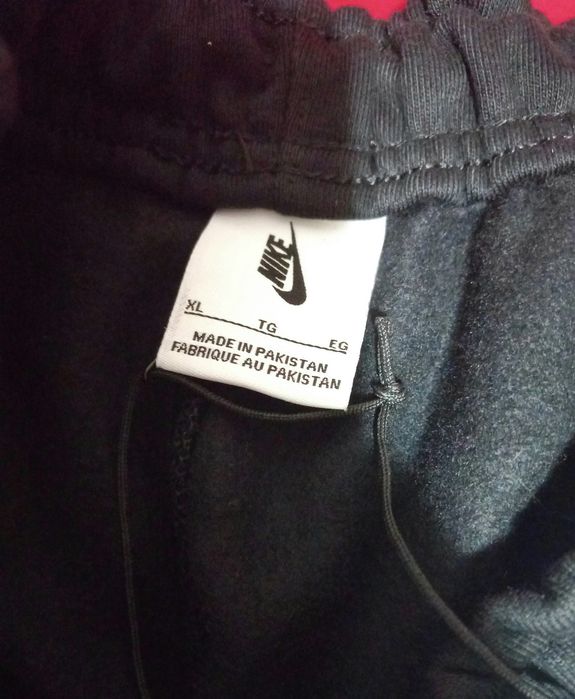 NIKE
XL TG EG
MADE IN PAKISTAN
FABRIQUE AU PAKISTAN